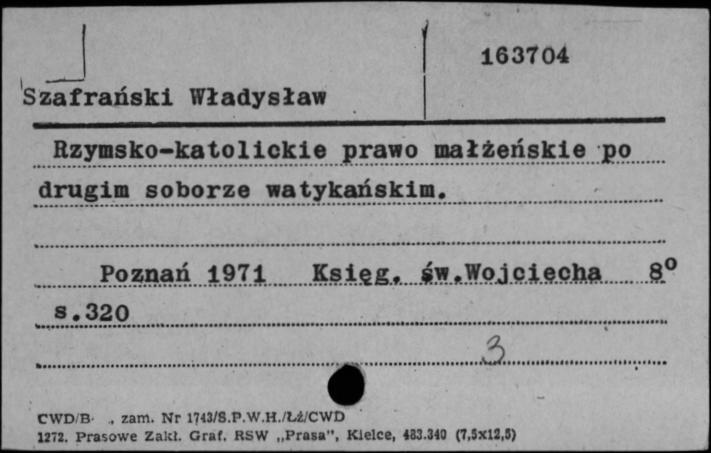 163704
Szafrański Władysław
Rzymsko-katolickie prawo małżeńskie po
drugim soborze watykańskim.
Poznań 1971 Księg. św.Wojciecha 8°
s.320
3
CWD/B- ., zam. Nr 1743/S.P.W.H./Łż/CWD
1272. Prasowe Zakł. Graf. RSW „Prasa", Kielce, 483.340 (7,5x12,5)